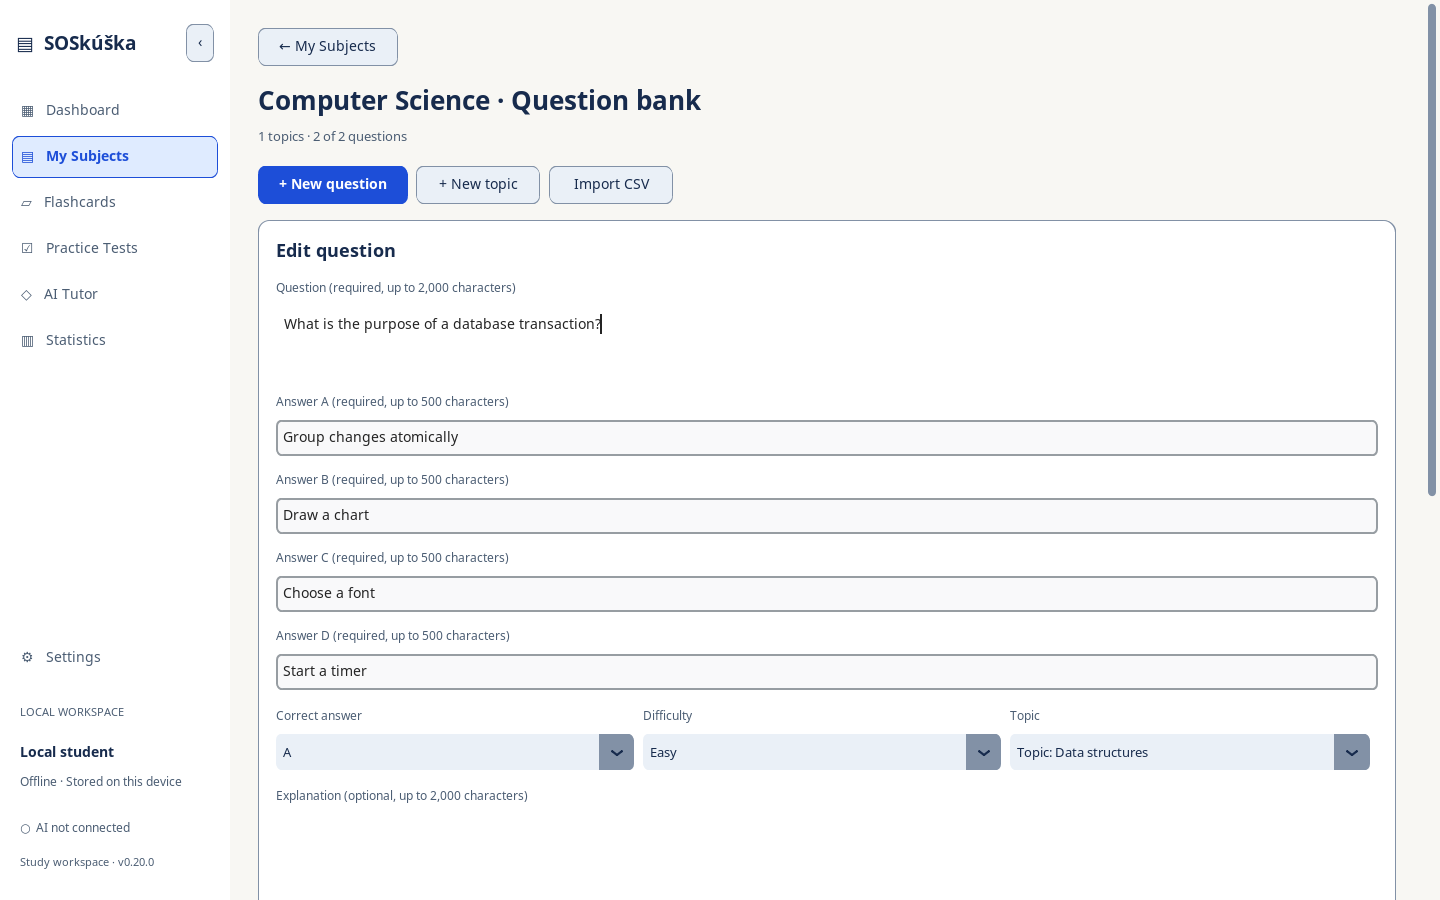 SOSkúška
‹
Dashboard
My Subjects
Flashcards
Practice Tests
AI Tutor
Statistics
Settings
LOCAL WORKSPACE
Local student
Offline · Stored on this device
AI not connected
Study workspace · v0.20.0
← My Subjects
Computer Science · Question bank
1 topics · 2 of 2 questions
+ New question
+ New topic
Import CSV
Edit question
Question (required, up to 2,000 characters)
What is the purpose of a database transaction?
Answer A (required, up to 500 characters)
Group changes atomically
Answer B (required, up to 500 characters)
Draw a chart
Answer C (required, up to 500 characters)
Choose a font
Answer D (required, up to 500 characters)
Start a timer
Correct answer
A
Difficulty
Easy
Topic
Topic: Data structures
Explanation (optional, up to 2,000 characters)